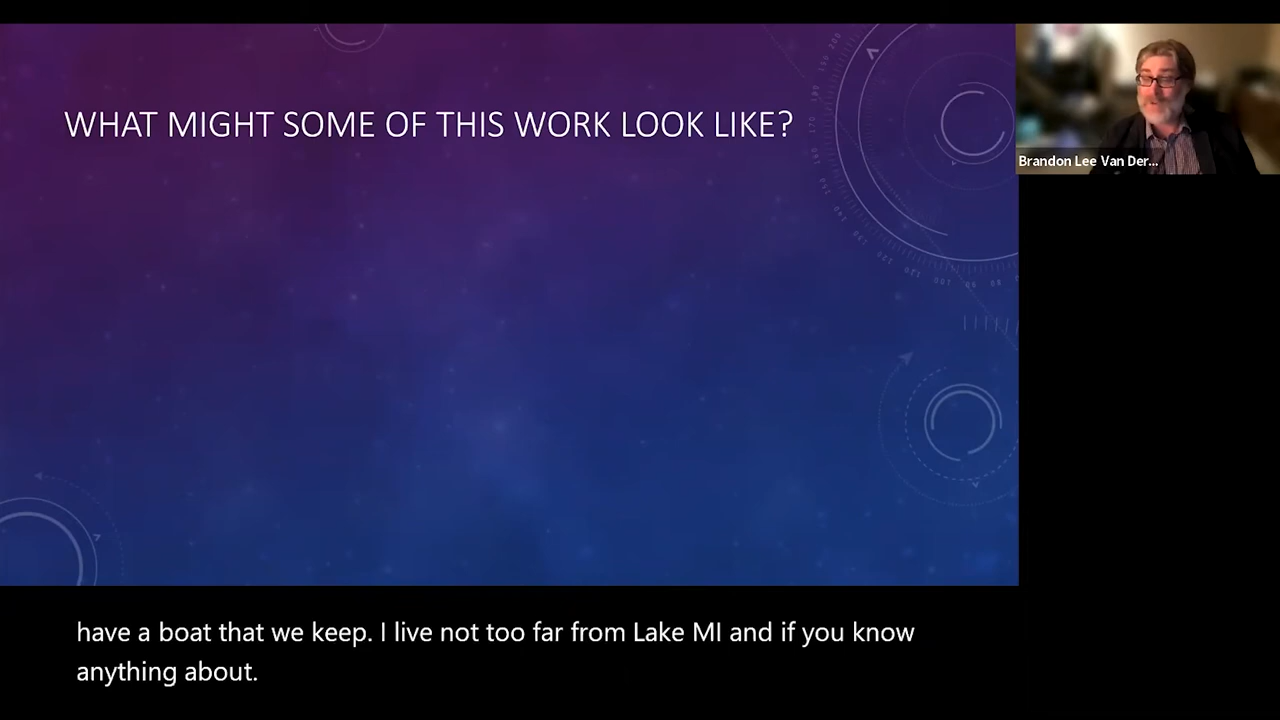 WHAT MIGHT SOME OF THIS WORK LOOK LIKE?
Brandon Lee Van Der...
have a boat that we keep. I live not too far from Lake MI and if you know
anything about.